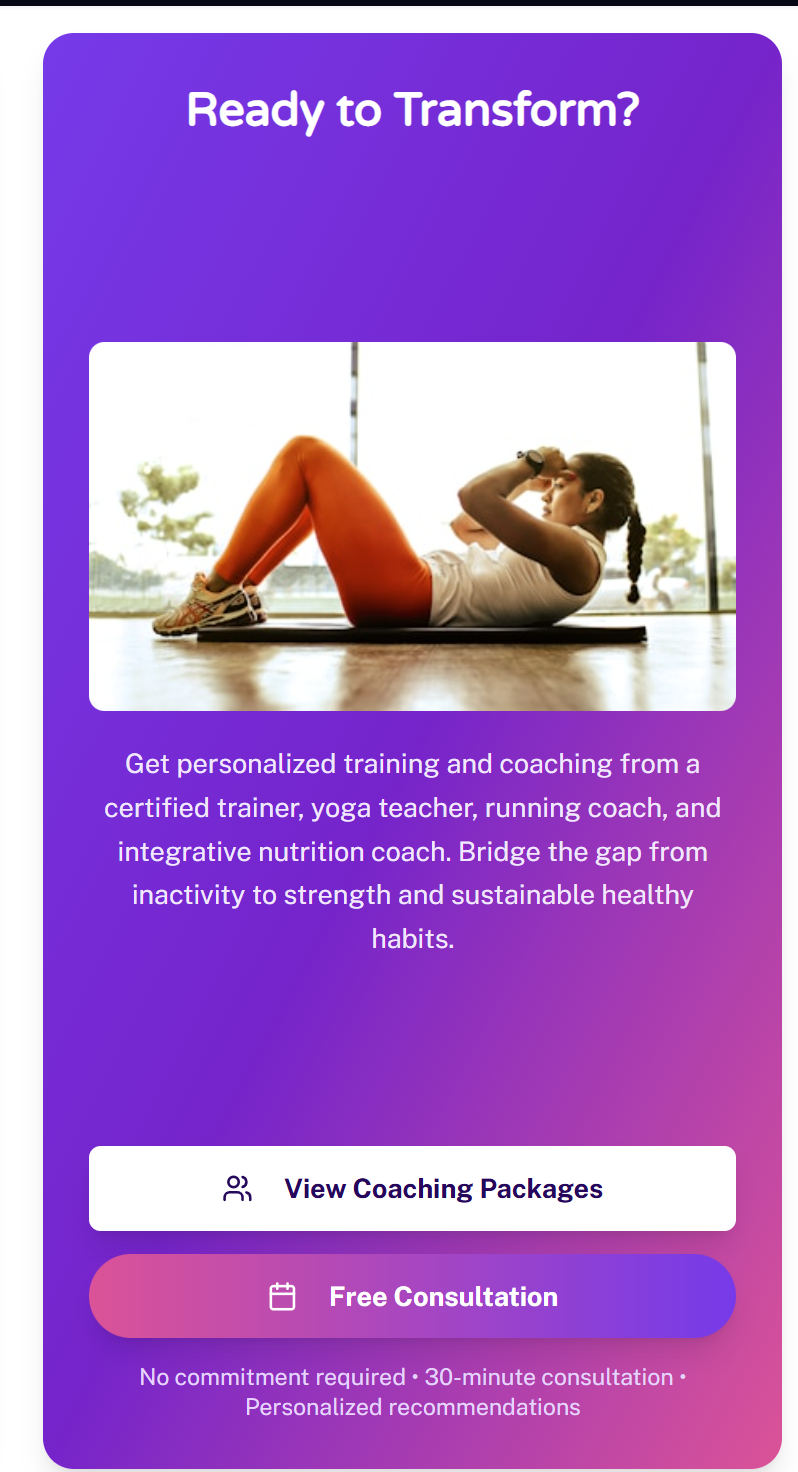 Ready to Transform?
Get personalized training and coaching from a
certified trainer, yoga teacher, running coach, and
integrative nutrition coach. Bridge the gap from
inactivity to strength and sustainable healthy
habits.
View Coaching Packages
Free Consultation
No commitment required • 30-minute consultation •
Personalized recommendations